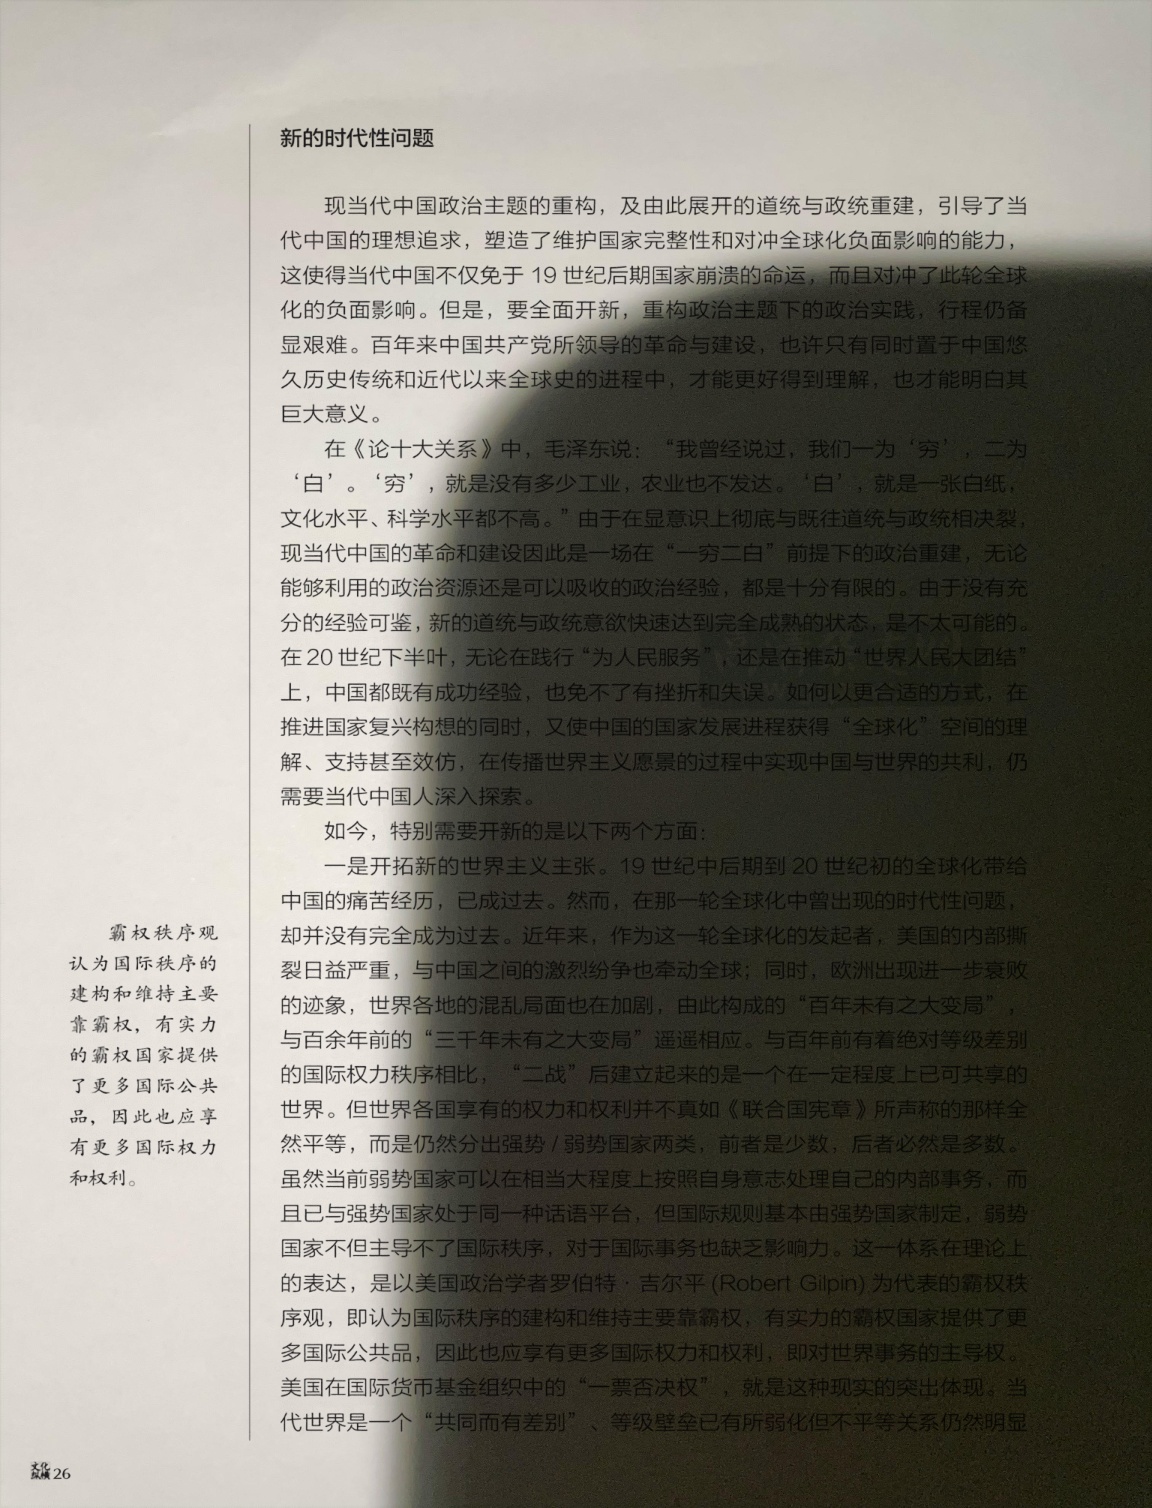 新的时代性问题
现当代中国政治主题的重构，及由此展开的道统与政统重建，引导了当
代中国的理想追求，塑造了维护国家完整性和对冲全球化负面影响的能力，
这使得当代中国不仅免于 19 世纪后期国家崩溃的命运，而且对冲了此轮全球
化的负面影响。但是，要全面开新，重构政治主题下的政治实践，行程仍备
显艰难。百年来中国共产党所领导的革命与建设，也许只有同时置于中国悠
久历史传统和近代以来全球史的进程中，才能更好得到理解，也才能明白其
巨大意义。
在《论十大关系》中，毛泽东说：“我曾经说过，我们一为‘穷’，二为
‘白’。‘穷’，就是没有多少工业，农业也不发达。‘白’，就是一张白纸，
文化水平、科学水平都不高。”由于在显意识上彻底与既往道统与政统相决裂，
现当代中国的革命和建设因此是一场在“一穷二白”前提下的政治重建，无论
能够利用的政治资源还是可以吸收的政治经验，都是十分有限的。由于没有充
分的经验可鉴，新的道统与政统意欲快速达到完全成熟的状态，是不太可能的。
在 20 世纪下半叶，无论在践行“为人民服务”，还是在推动“世界人民大团结”
上，中国都既有成功经验，也免不了有挫折和失误。如何以更合适的方式，在
推进国家复兴构想的同时，又使中国的国家发展进程获得“全球化”空间的理
解、支持甚至效仿，在传播世界主义愿景的过程中实现中国与世界的共利，仍
需要当代中国人深入探索。
如今，特别需要开新的是以下两个方面：
一是开拓新的世界主义主张。19 世纪中后期到 20 世纪初的全球化带给
中国的痛苦经历，已成过去。然而，在那一轮全球化中曾出现的时代性问题，
却并没有完全成为过去。近年来，作为这一轮全球化的发起者，美国的内部撕
裂日益严重，与中国之间的激烈纷争也牵动全球；同时，欧洲出现进一步衰败
的迹象，世界各地的混乱局面也在加剧，由此构成的“百年未有之大变局”，
与百余年前的“三千年未有之大变局”遥遥相应。与百年前有着绝对等级差别
的国际权力秩序相比，“二战”后建立起来的是一个在一定程度上已可共享的
世界。但世界各国享有的权力和权利并不真如《联合国宪章》所声称的那样全
然平等，而是仍然分出强势 / 弱势国家两类，前者是少数，后者必然是多数。
虽然当前弱势国家可以在相当大程度上按照自身意志处理自己的内部事务，而
且已与强势国家处于同一种话语平台，但国际规则基本由强势国家制定，弱势
国家不但主导不了国际秩序，对于国际事务也缺乏影响力。这一体系在理论上
的表达，是以美国政治学者罗伯特·吉尔平 (Robert Gilpin) 为代表的霸权秩
序观，即认为国际秩序的建构和维持主要靠霸权，有实力的霸权国家提供了更
多国际公共品，因此也应享有更多国际权力和权利，即对世界事务的主导权。
美国在国际货币基金组织中的“一票否决权”，就是这种现实的突出体现。当
代世界是一个“共同而有差别”、等级壁垒已有所弱化但不平等关系仍然明显
霸权秩序观
认为国际秩序的
建构和维持主要
靠霸权，有实力
的霸权国家提供
了更多国际公共
品，因此也应享
有更多国际权力
和权利。
文化纵横 26